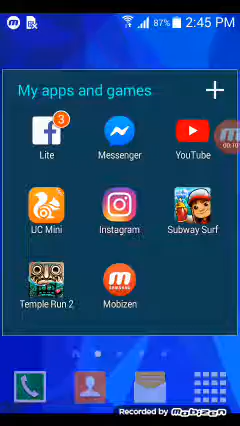 87% 2:45 PM
My apps and games
3
Lite
Messenger
YouTube
UC Mini
Instagram
Subway Surf
Temple Run 2
Mobizen
Recorded by mobizen